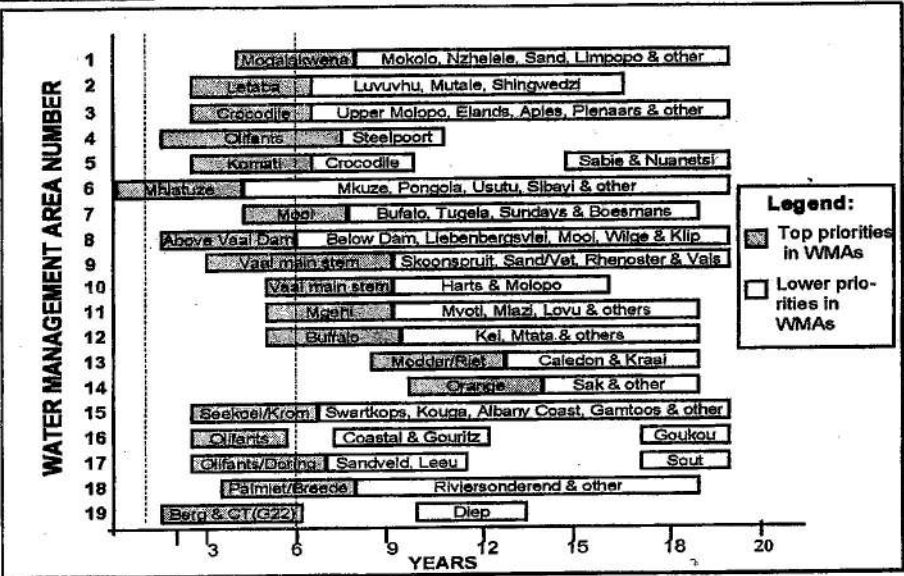 WATER MANAGEMENT AREA NUMBER
1 Mogalakwena Mokolo, Nzhelele, Sand, Limpopo & other
2 Letaba Luvuvhu, Mutale, Shingwedzi
3 Crocodile Upper Molopo, Elands, Apies, Pienaars & other
4 Olifants Steelpoort
5 Komati Crocodile Sabie & Nuanetsi
6 Mhlatuze Mkuze, Pongola, Usutu, Sibayi & other
7 Mooi Bufalo, Tugela, Sundays & Boesmans
8 Above Vaal Dam Below Dam, Liebenbergsvlei, Mooi, Wilge & Klip
9 Vaal main stem Skoonspruit, Sand/Vet, Rhenoster & Vals
10 Vaal main stem Harts & Molopo
11 Mgeni Mvoti, Mlazi, Lovu & others
12 Buffalo Kei, Mtata & others
13 Modder/Riet Caledon & Kraai
14 Orange Sak & other
15 Seekoei/Krom Swartkops, Kouga, Albany Coast, Gamtoos & other
16 Olifants Coastal & Gouritz Goukou
17 Olifants/Doring Sandveld, Leeu Sout
18 Palmiet/Breede Riviersonderend & other
19 Berg & CT(G22) Diep
3 6 9 12 15 18 20
YEARS
Legend:
Top priorities
in WMAs
Lower prio-
rities in
WMAs